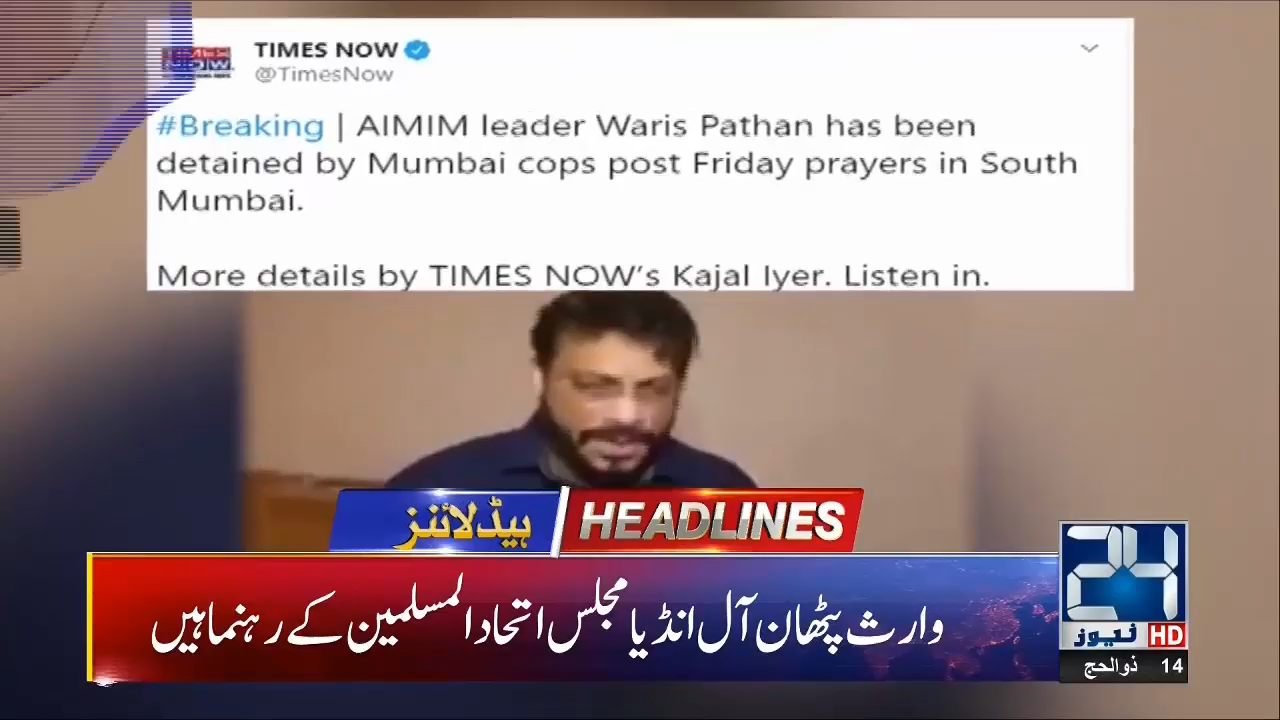 TIMES NOW
@TimesNow
#Breaking | AIMIM leader Waris Pathan has been
detained by Mumbai cops post Friday prayers in South
Mumbai.
More details by TIMES NOW's Kajal Iyer. Listen in.
ہیڈلائنز HEADLINES
وارث پٹھان آل انڈیا مجلس اتحاد المسلمین کے رہنما ہیں
24
نیوز HD
14 ذوالحج